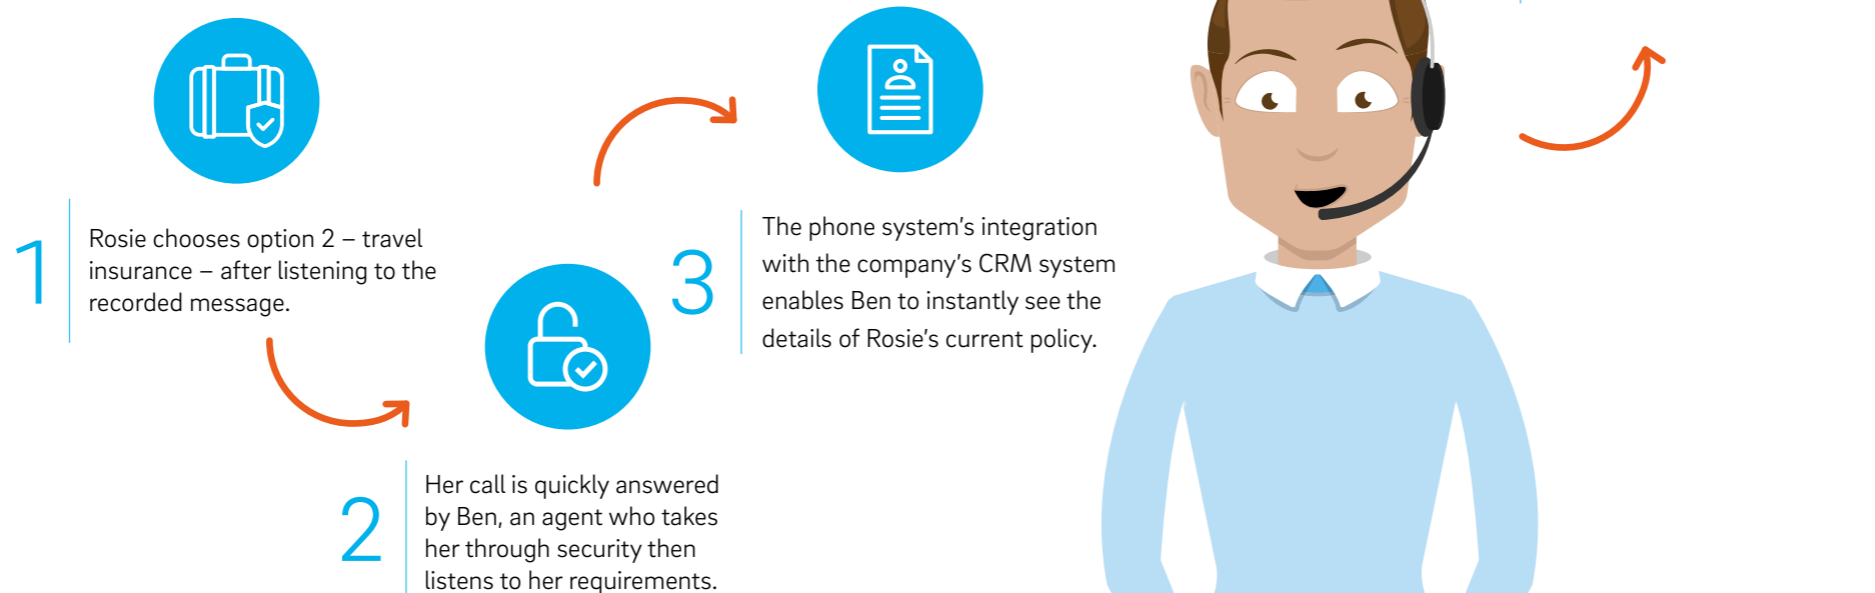 1
Rosie chooses option 2 – travel
insurance – after listening to the
recorded message.
2
Her call is quickly answered
by Ben, an agent who takes
her through security then
listens to her requirements.
3
The phone system's integration
with the company's CRM system
enables Ben to instantly see the
details of Rosie's current policy.